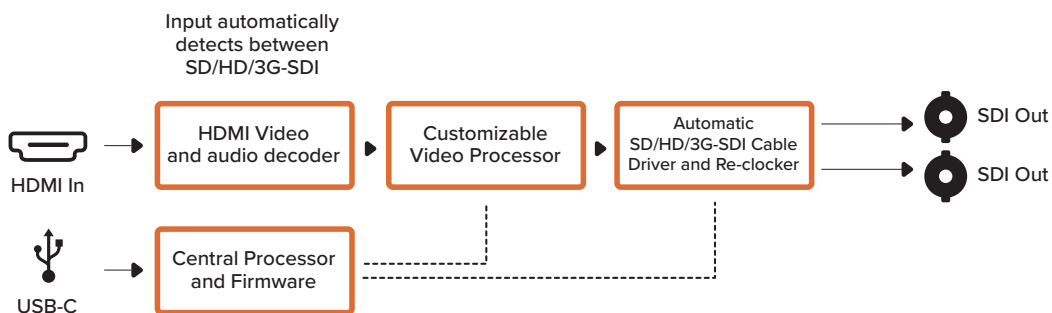 Input automatically
detects between
SD/HD/3G-SDI
HDMI In
HDMI Video
and audio decoder
Customizable
Video Processor
Automatic
SD/HD/3G-SDI Cable
Driver and Re-clocker
SDI Out
SDI Out
USB-C
Central Processor
and Firmware